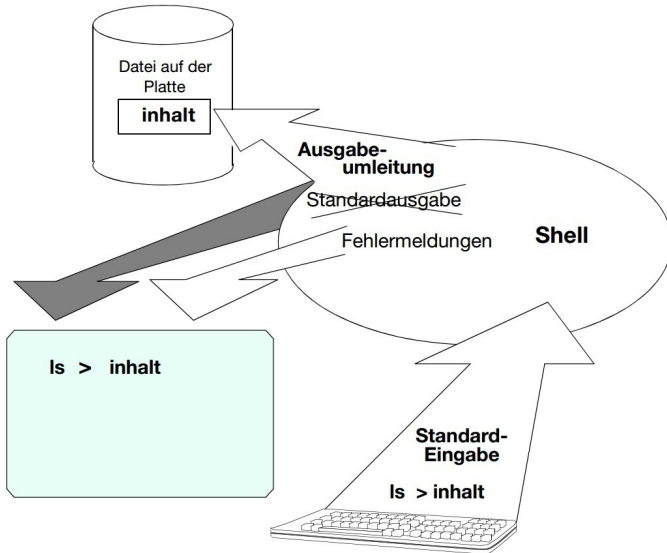 Datei auf der
Platte
inhalt
Ausgabe-
umleitung
Standardausgabe
Fehlermeldungen
Shell
ls > inhalt
Standard-
Eingabe
ls > inhalt